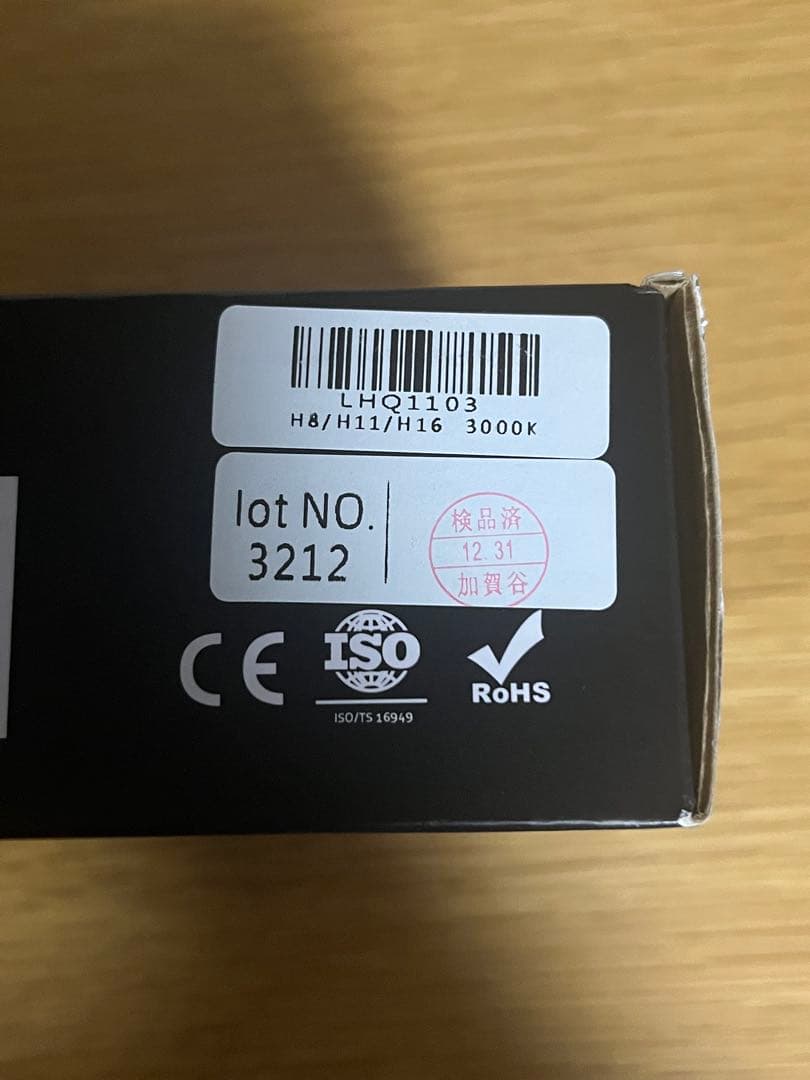 LHQ1103
H8/H11/H16 3000K
lot NO.
3212
検品済
12.31
加賀谷
CE
ISO
ISO/TS 16949
RoHS